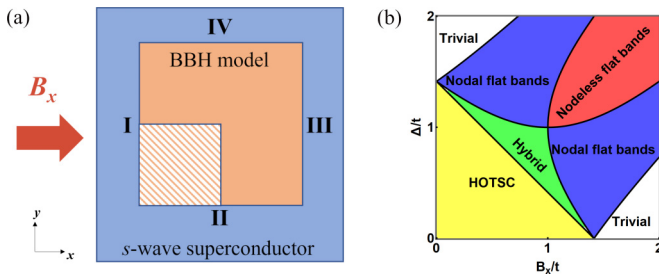 (a)
IV
BBH model
B_x
I
III
II
y
x
s-wave superconductor
(b)
2
Trivial
Nodal flat bands
Nodeless flat bands
Δ/t
1
Hybrid
Nodal flat bands
HOTSC
Trivial
0
0
1
2
B_x/t